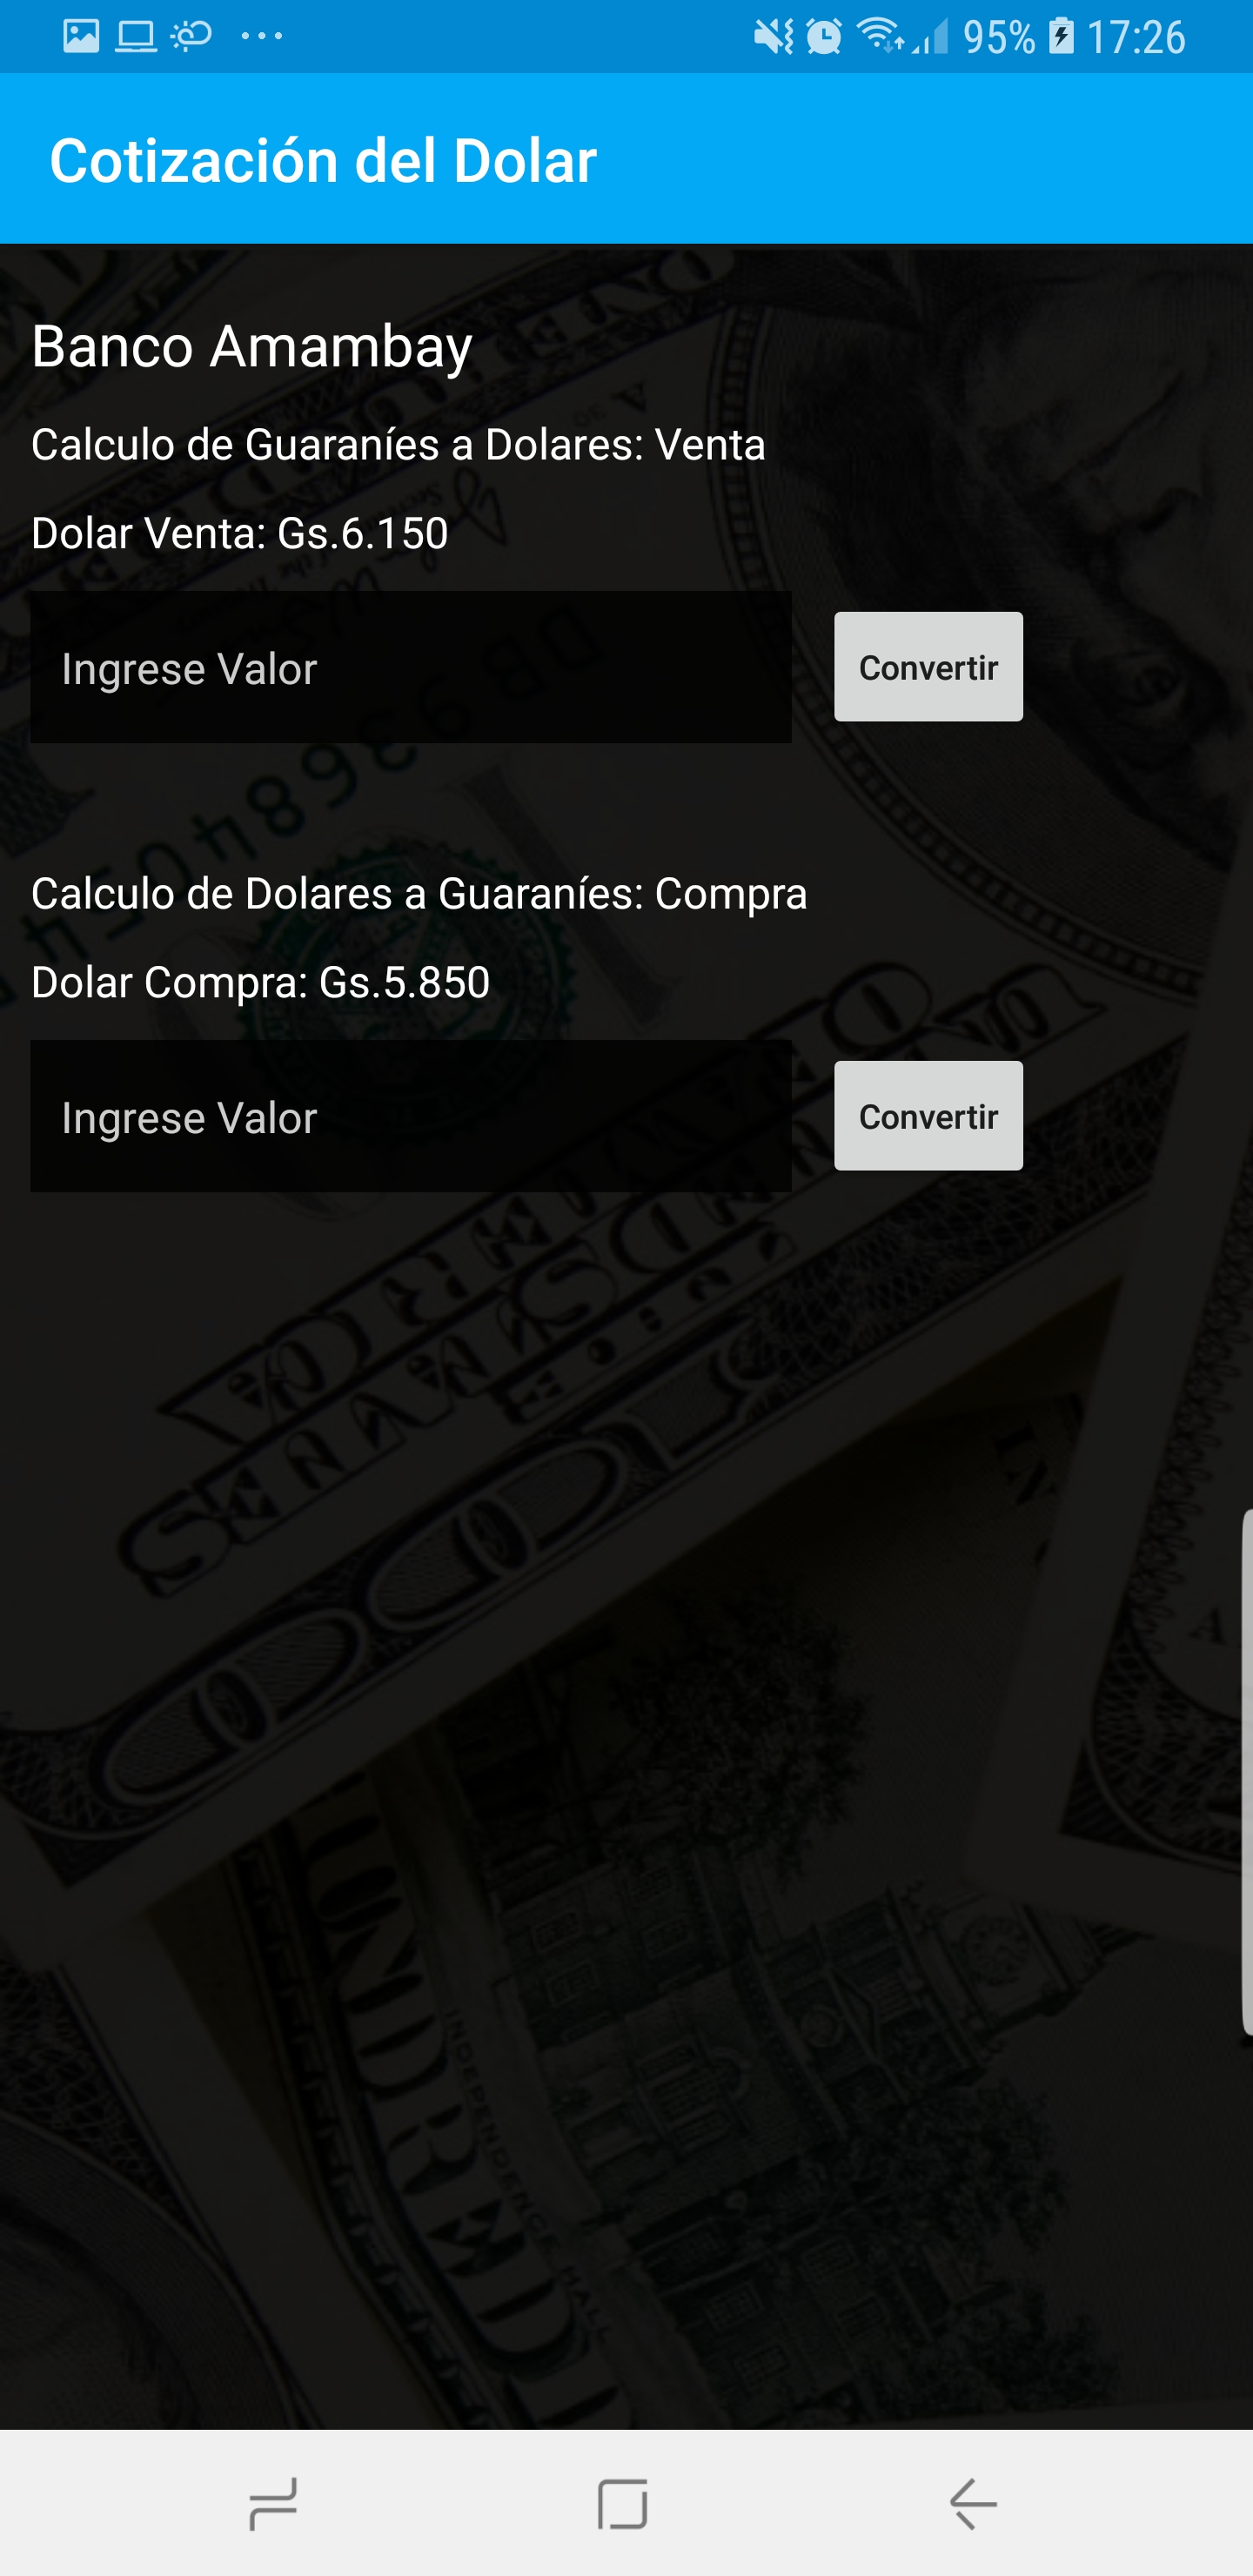 95% 17:26
Cotización del Dolar
Banco Amambay
Calculo de Guaraníes a Dolares: Venta
Dolar Venta: Gs.6.150
Ingrese Valor
Convertir
Calculo de Dolares a Guaraníes: Compra
Dolar Compra: Gs.5.850
Ingrese Valor
Convertir